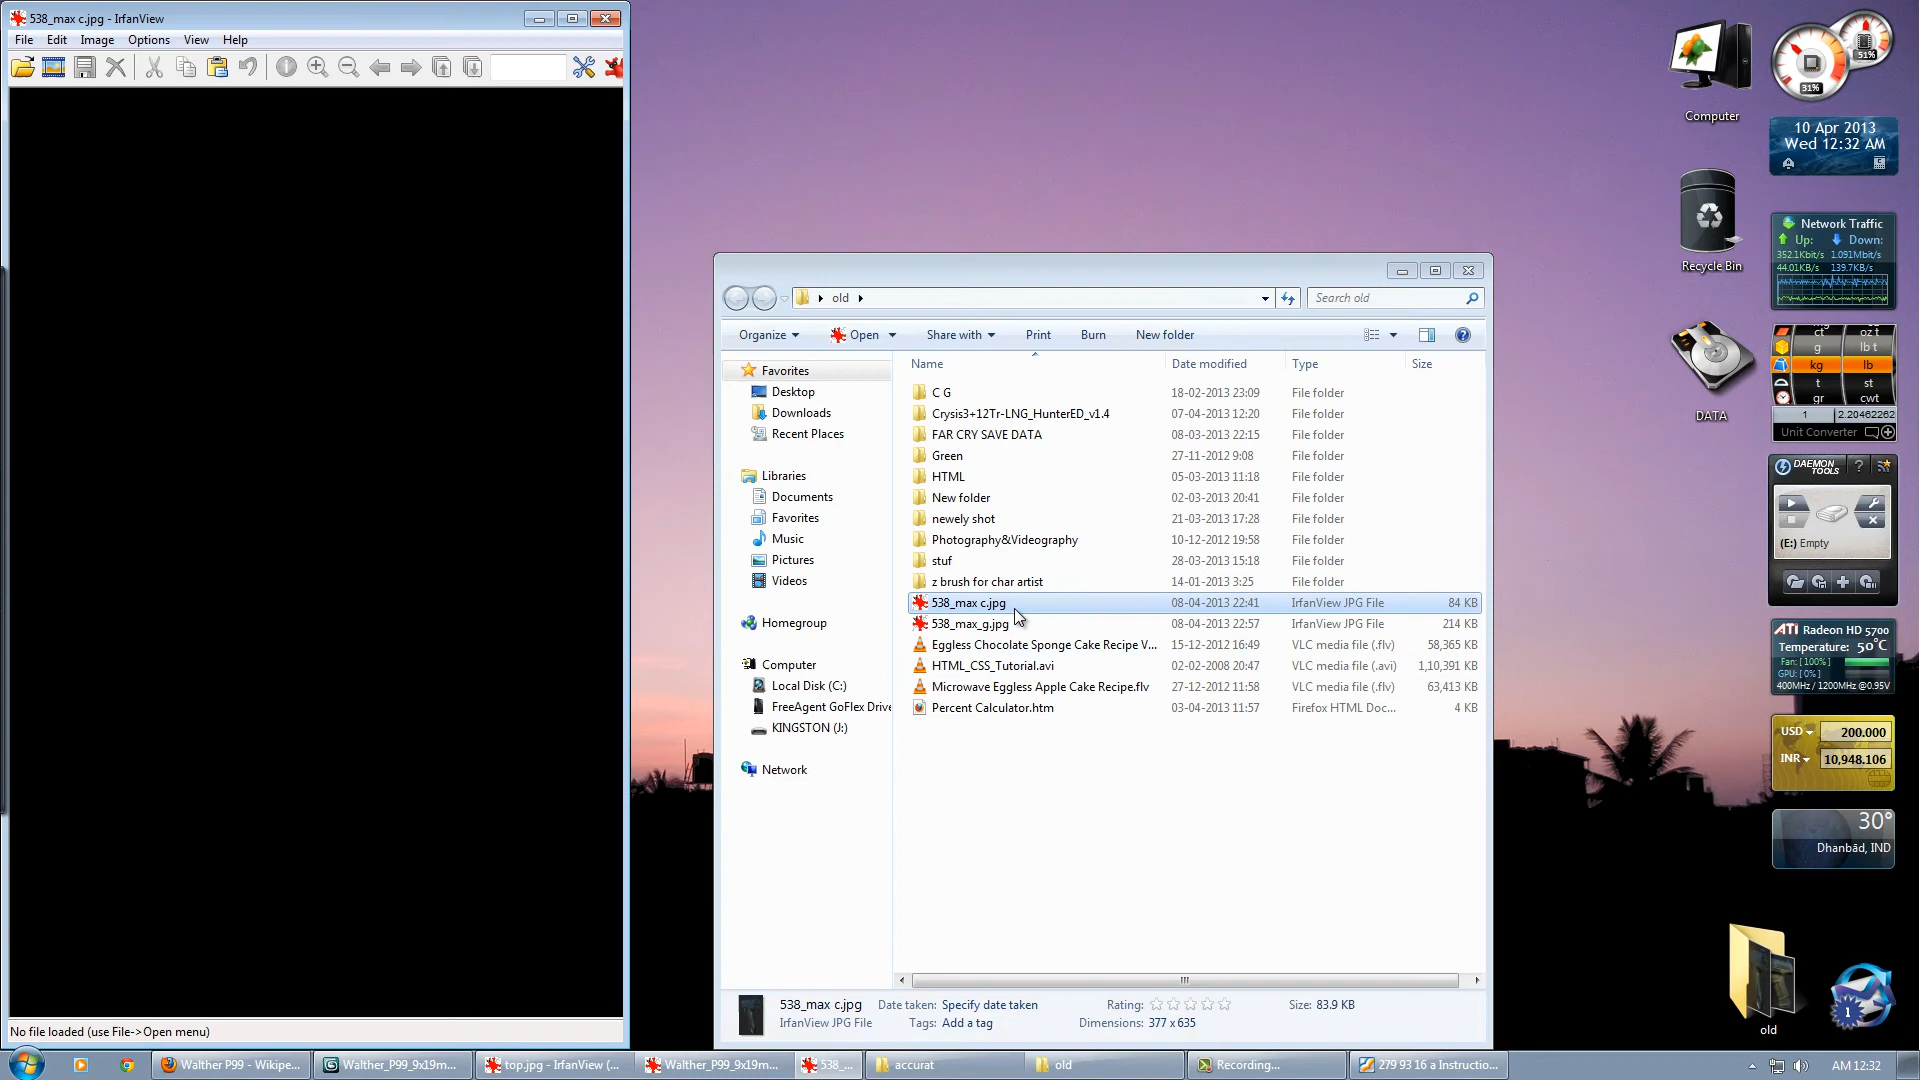 538_max c.jpg - IrfanView
File Edit Image Options View Help
No file loaded (use File->Open menu)
old
Search old
Organize Open Share with Print Burn New folder
Name Date modified Type Size
Favorites
Desktop
Downloads
Recent Places
Libraries
Documents
Favorites
Music
Pictures
Videos
Homegroup
Computer
Local Disk (C:)
FreeAgent GoFlex Drive
KINGSTON (J:)
Network
C G 18-02-2013 23:09 File folder
Crysis3+12Tr-LNG_HunterED_v1.4 07-04-2013 12:20 File folder
FAR CRY SAVE DATA 08-03-2013 22:15 File folder
Green 27-11-2012 9:08 File folder
HTML 05-03-2013 11:18 File folder
New folder 02-03-2013 20:41 File folder
newely shot 21-03-2013 17:28 File folder
Photography&Videography 10-12-2012 19:58 File folder
stuf 28-03-2013 15:18 File folder
z brush for char artist 14-01-2013 3:25 File folder
538_max c.jpg 08-04-2013 22:41 IrfanView JPG File 84 KB
538_max_g.jpg 08-04-2013 22:57 IrfanView JPG File 214 KB
Eggless Chocolate Sponge Cake Recipe V... 15-12-2012 16:49 VLC media file (.flv) 58,365 KB
HTML_CSS_Tutorial.avi 02-02-2008 20:47 VLC media file (.avi) 1,10,391 KB
Microwave Eggless Apple Cake Recipe.flv 27-12-2012 11:58 VLC media file (.flv) 63,413 KB
Percent Calculator.htm 03-04-2013 11:57 Firefox HTML Doc... 4 KB
538_max c.jpg Date taken: Specify date taken Rating: Size: 83.9 KB
IrfanView JPG File Tags: Add a tag Dimensions: 377 x 635
Computer
Recycle Bin
DATA
old
51%
31%
10 Apr 2013
Wed 12:32 AM
Network Traffic
Up: Down:
352.1Kbit/s 1.091Mbit/s
44.01KB/s 139.7KB/s
ct oz t
g lb t
kg lb
t st
gr cwt
1 2.20462262
Unit Converter
DAEMON TOOLS ?
(E:) Empty
ATI Radeon HD 5700
Temperature: 50°C
Fan: [100%]
GPU: [0%]
400MHz / 1200MHz @0.95V
USD 200.000
INR 10,948.106
30°
Dhanbād, IND
1
Walther P99 - Wikipe... Walther_P99_9x19m... top.jpg - IrfanView (... Walther_P99_9x19m... 538_... accurat old Recording... 279 93 16 a Instructio... AM 12:32